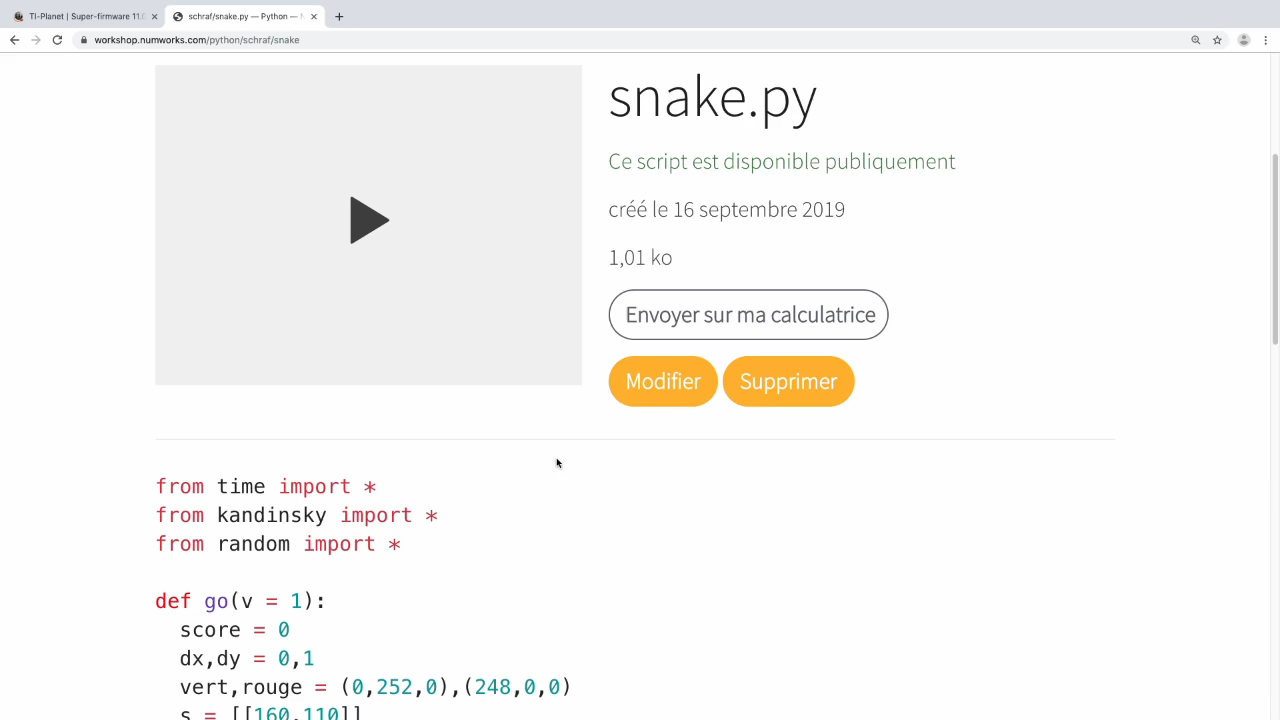 TI-Planet | Super-firmware 11.0
schraf/snake.py — Python — N
workshop.numworks.com/python/schraf/snake
snake.py
Ce script est disponible publiquement
créé le 16 septembre 2019
1,01 ko
Envoyer sur ma calculatrice
Modifier Supprimer
from time import *
from kandinsky import *
from random import *
def go(v = 1):
score = 0
dx,dy = 0,1
vert,rouge = (0,252,0),(248,0,0)
s = [[160,110]]